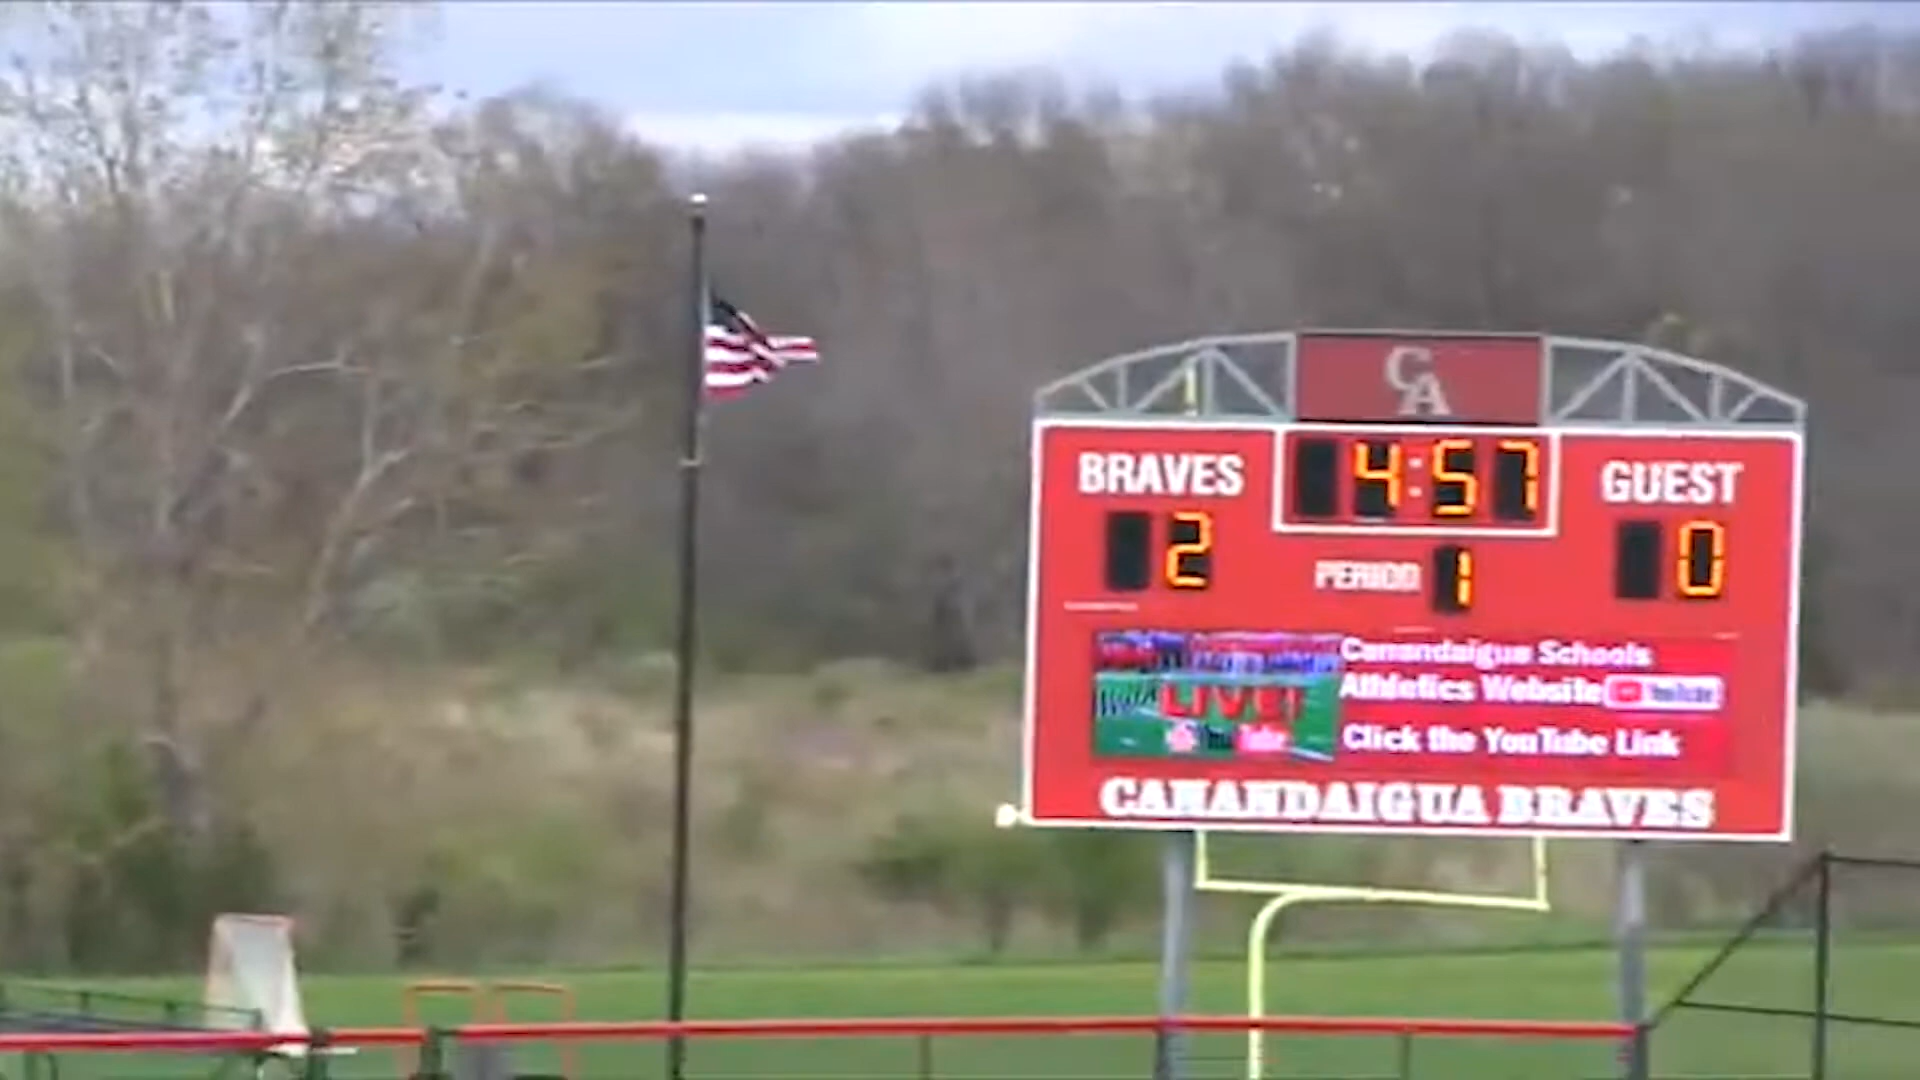 CA
BRAVES 4:57 GUEST
2 PERIOD 1 0
Canandaigua Schools
LIVE! Athletics Website YouTube
YouTube Click the YouTube Link
CANANDAIGUA BRAVES